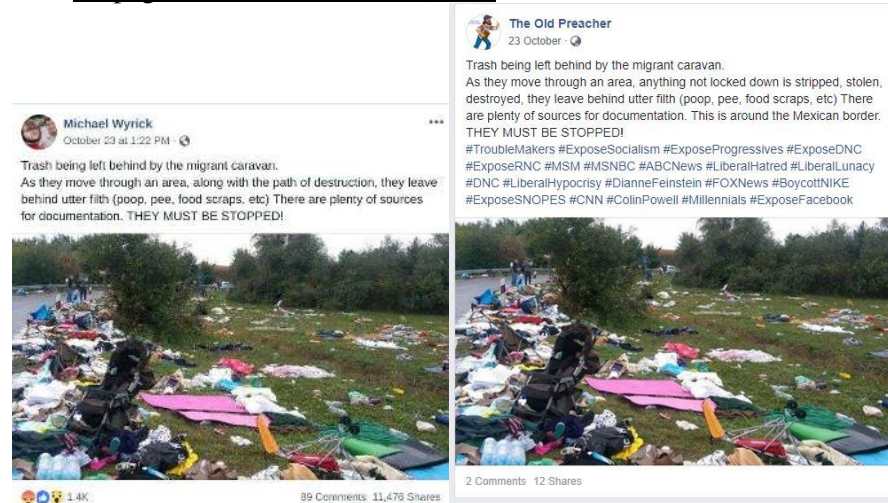 Michael Wyrick
October 23 at 1:22 PM ·
Trash being left behind by the migrant caravan.
As they move through an area, along with the path of destruction, they leave
behind utter filth (poop, pee, food scraps, etc) There are plenty of sources
for documentation. THEY MUST BE STOPPED!
1.4K
89 Comments 11,476 Shares
The Old Preacher
23 October ·
Trash being left behind by the migrant caravan.
As they move through an area, anything not locked down is stripped, stolen,
destroyed, they leave behind utter filth (poop, pee, food scraps, etc) There
are plenty of sources for documentation. This is around the Mexican border.
THEY MUST BE STOPPED!
#TroubleMakers #ExposeSocialism #ExposeProgressives #ExposeDNC
#ExposeRNC #MSM #MSNBC #ABCNews #LiberalHatred #LiberalLunacy
#DNC #LiberalHypocrisy #DianneFeinstein #FOXNews #BoycottNIKE
#ExposeSNOPES #CNN #ColinPowell #Millennials #ExposeFacebook
2 Comments 12 Shares